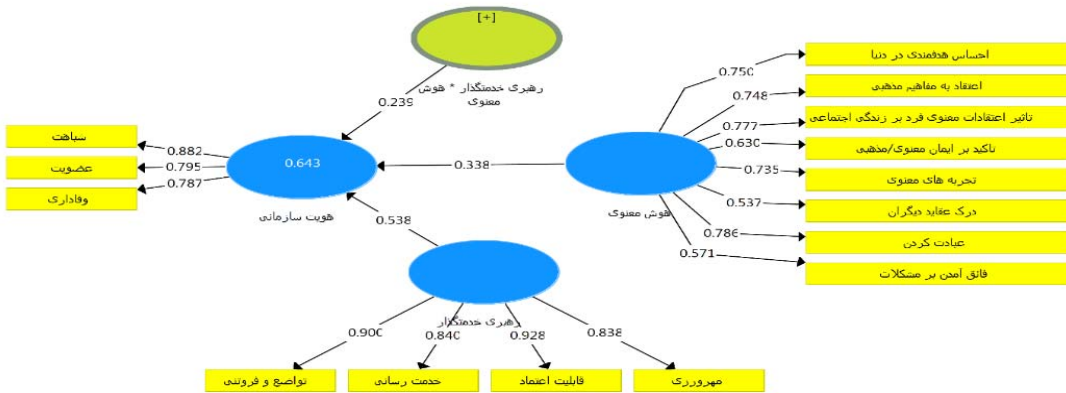 [+]
رهبری خدمتگذار * هوش
معنوی
0.239
شباهت
عضویت
وفاداری
0.882
0.795
0.787
0.643
هویت سازمانی
0.338
0.538
هوش معنوی
0.750
0.748
0.777
0.630
0.735
0.537
0.786
0.571
احساس هدفمندی در دنیا
اعتقاد به مفاهیم مذهبی
تاثیر اعتقادات معنوی فرد بر زندگی اجتماعی
تاکید بر ایمان معنوی/مذهبی
تجربه های معنوی
درک عقاید دیگران
عبادت کردن
فائق آمدن بر مشکلات
رهبری خدمتگذار
0.900
0.840
0.928
0.838
تواضع و فروتنی
خدمت رسانی
قابلیت اعتماد
مهرورزی